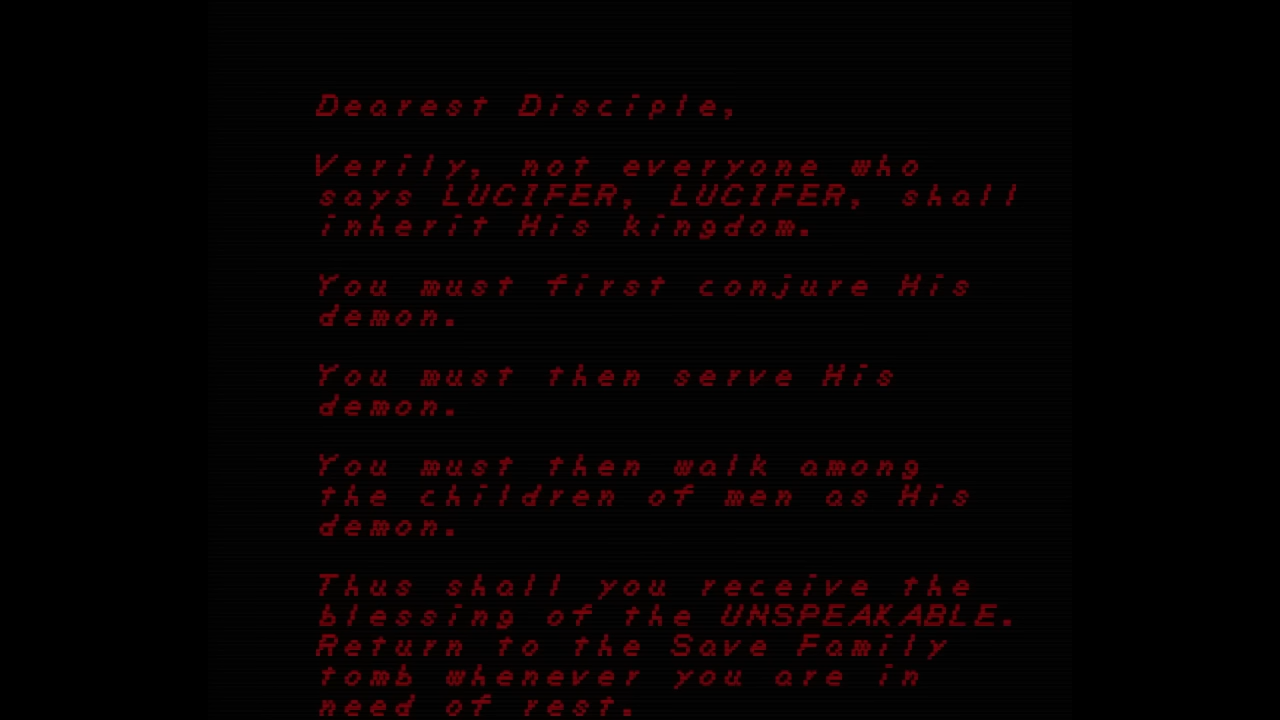 Dearest Disciple,
Verily, not everyone who
says LUCIFER, LUCIFER, shall
inherit His kingdom.
You must first conjure His
demon.
You must then serve His
demon.
You must then walk among
the children of men as His
demon.
Thus shall you receive the
blessing of the UNSPEAKABLE.
Return to the Save Family
tomb whenever you are in
need of rest.